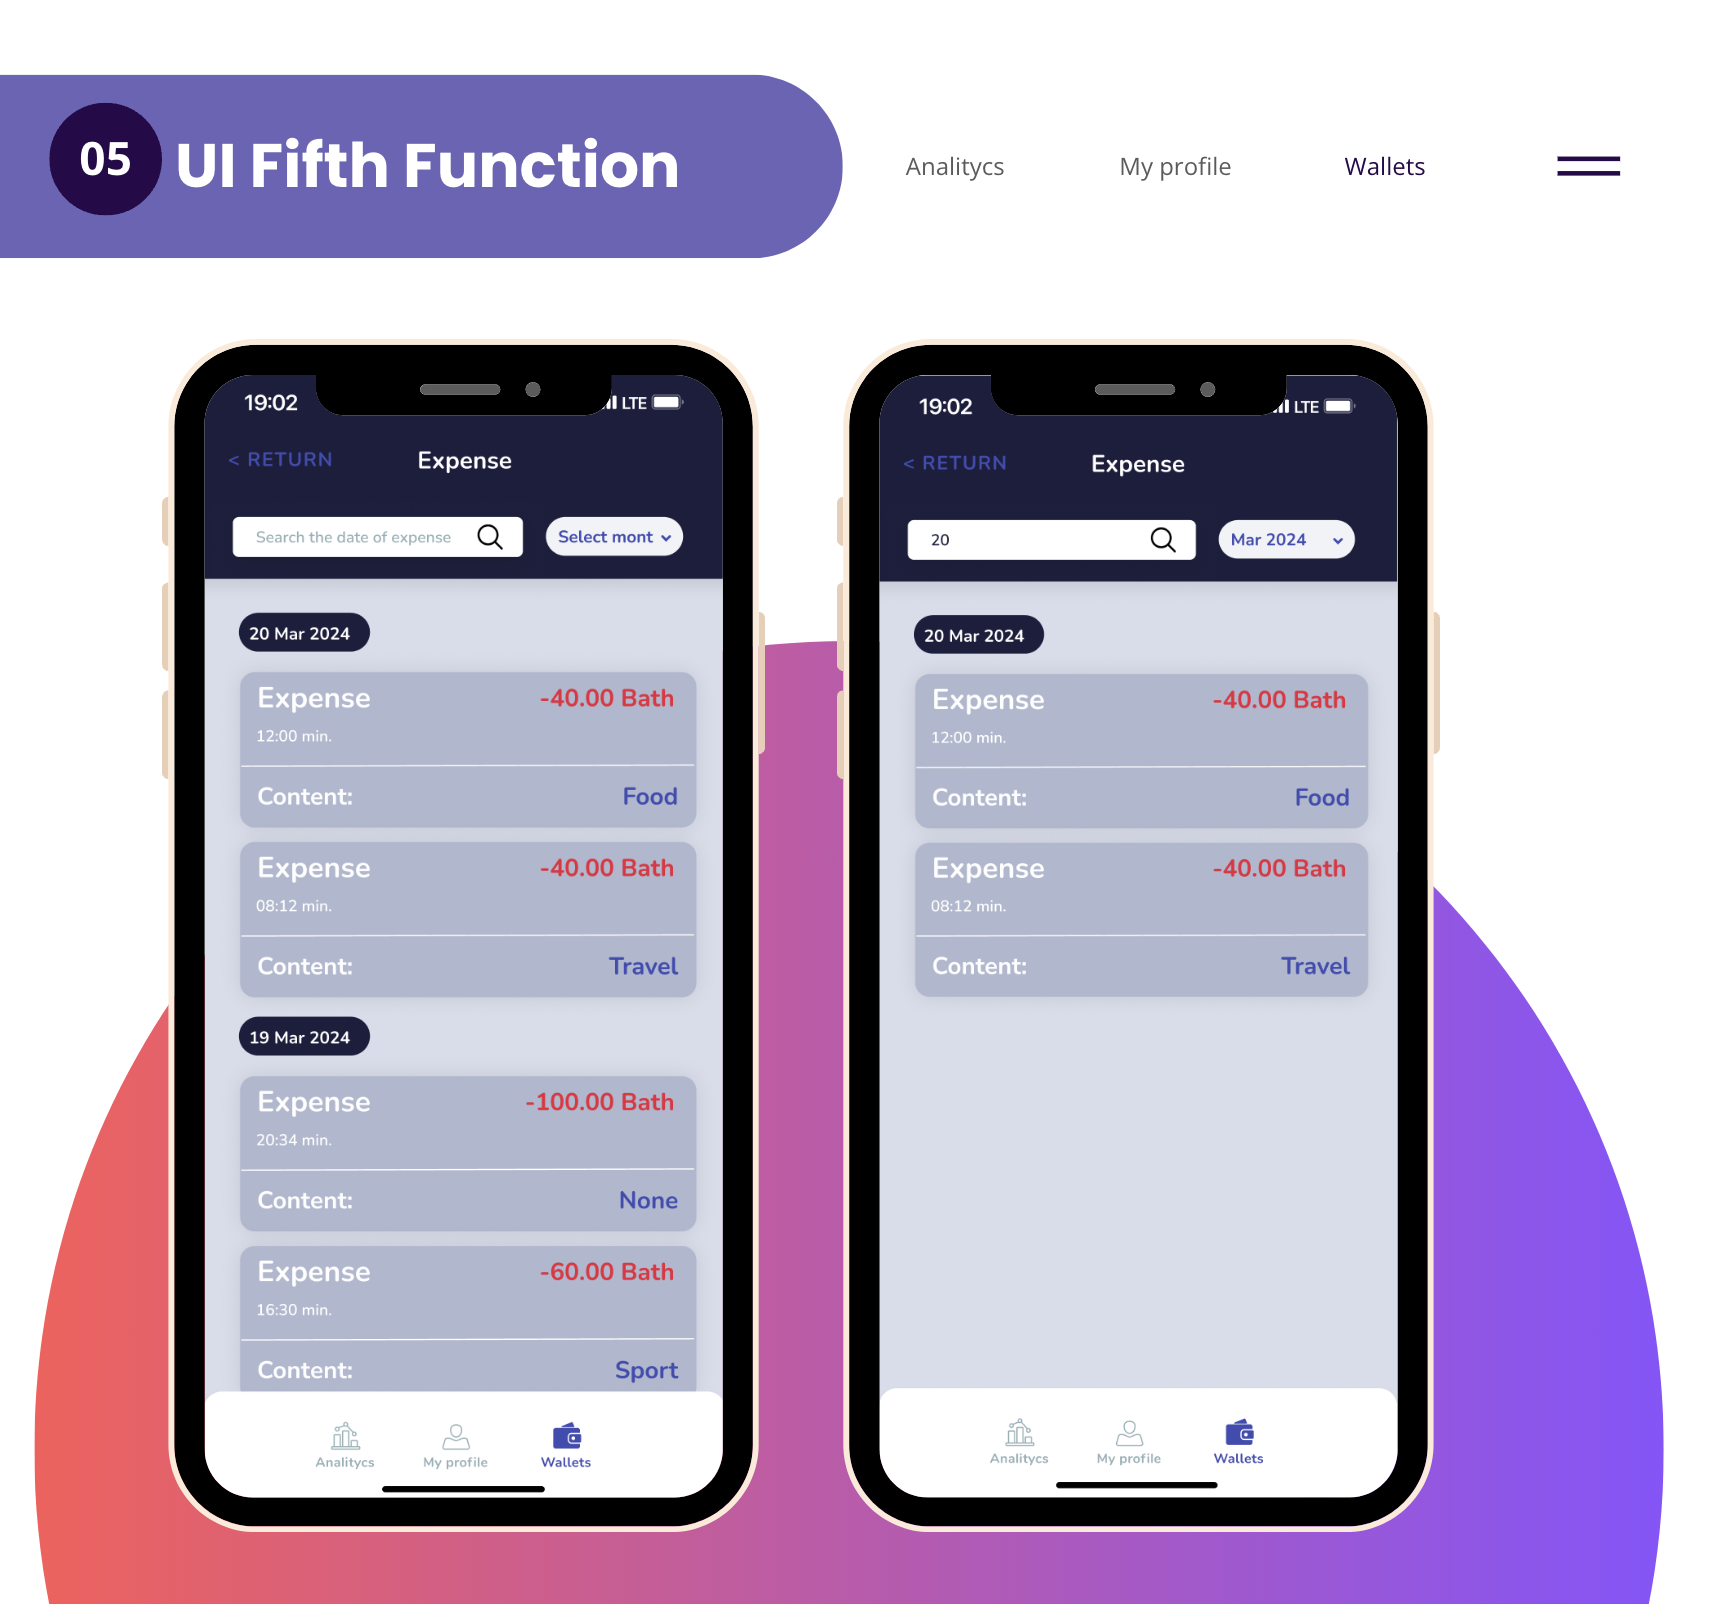 05 UI Fifth Function
Analitycs My profile Wallets
19:02 LTE
< RETURN Expense
Search the date of expense Select mont
20 Mar 2024
Expense -40.00 Bath
12:00 min.
Content: Food
Expense -40.00 Bath
08:12 min.
Content: Travel
19 Mar 2024
Expense -100.00 Bath
20:34 min.
Content: None
Expense -60.00 Bath
16:30 min.
Content: Sport
Analitycs My profile Wallets
19:02 LTE
< RETURN Expense
20 Mar 2024
20 Mar 2024
Expense -40.00 Bath
12:00 min.
Content: Food
Expense -40.00 Bath
08:12 min.
Content: Travel
Analitycs My profile Wallets